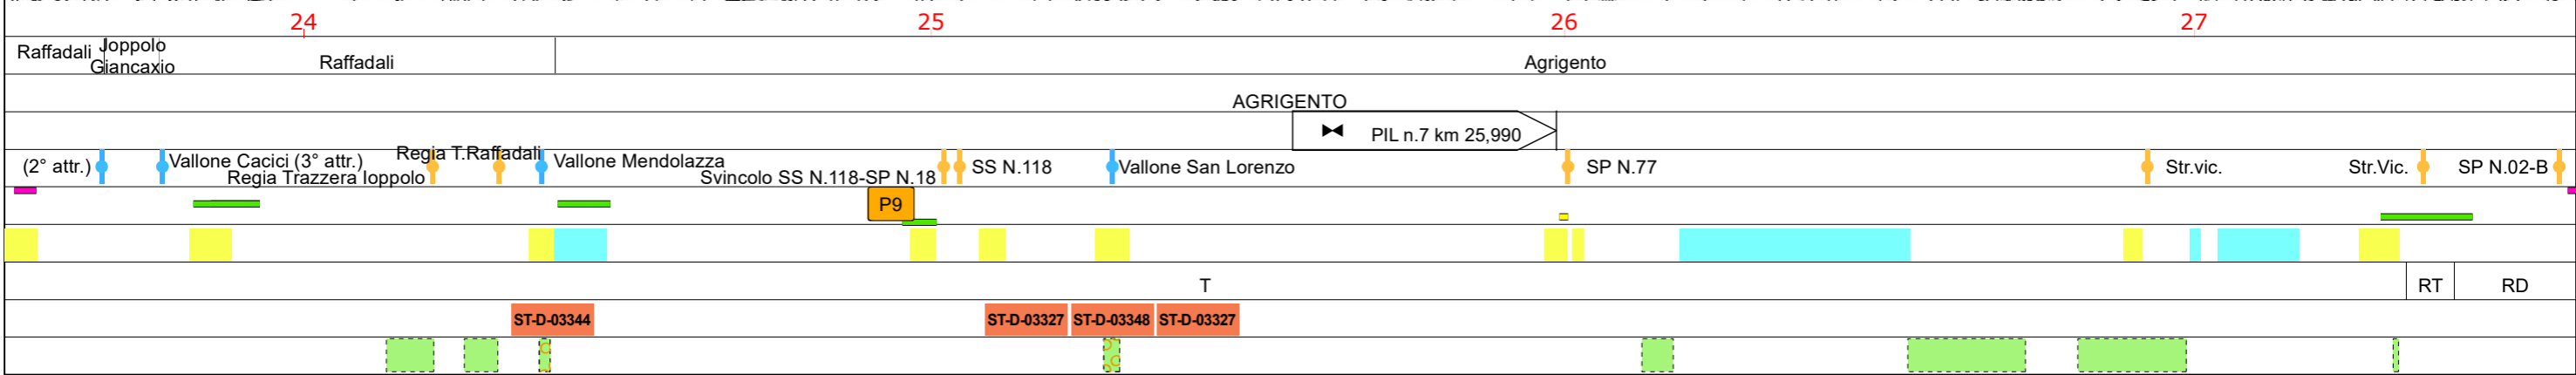 24 25 26 27
Raffadali Joppolo Giancaxio Raffadali Agrigento
AGRIGENTO
PIL n.7 km 25,990
(2° attr.) Vallone Cacici (3° attr.) Regia T.Raffadali Vallone Mendolazza SS N.118 Vallone San Lorenzo SP N.77 Str.vic. Str.Vic. SP N.02-B
Regia Trazzera Ioppolo Svincolo SS N.118-SP N.18
P9
T RT RD
ST-D-03344 ST-D-03327 ST-D-03348 ST-D-03327